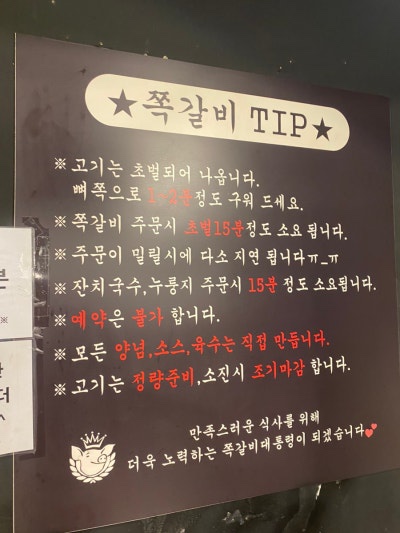 ★쪽갈비 TIP★
※ 고기는 초벌되어 나옵니다.
뼈쪽으로 1~2분정도 구워 드세요.
※ 쪽갈비 주문시 초벌15분정도 소요 됩니다.
※ 주문이 밀릴시에 다소 지연 됩니다ㅠ_ㅠ
※ 잔치국수,누룽지 주문시 15분 정도 소요됩니다.
※ 예약은 불가 합니다.
※ 모든 양념,소스,육수는 직접 만듭니다.
※ 고기는 정량준비,소진시 조기마감 합니다.
만족스러운 식사를 위해
더욱 노력하는 쪽갈비대통령이 되겠습니다💕